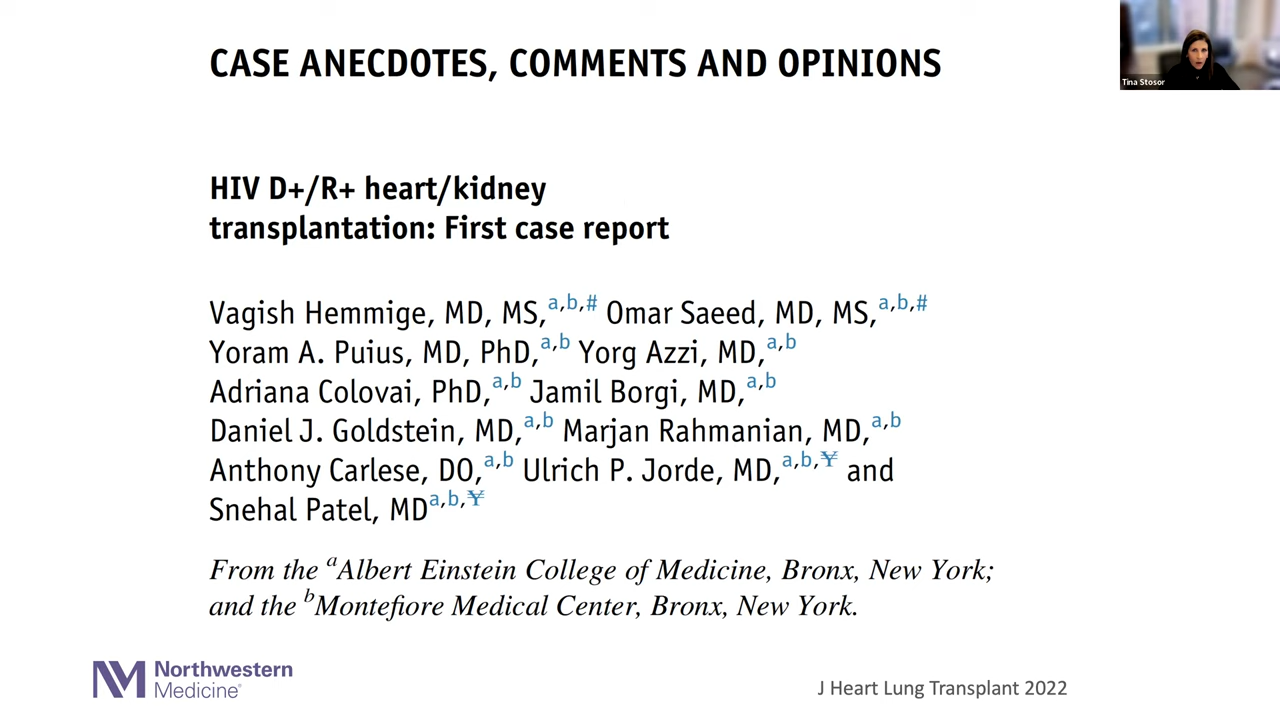 CASE ANECDOTES, COMMENTS AND OPINIONS
Tina Stosor
HIV D+/R+ heart/kidney
transplantation: First case report
Vagish Hemmige, MD, MS,a,b,# Omar Saeed, MD, MS,a,b,#
Yoram A. Puius, MD, PhD,a,b Yorg Azzi, MD,a,b
Adriana Colovai, PhD,a,b Jamil Borgi, MD,a,b
Daniel J. Goldstein, MD,a,b Marjan Rahmanian, MD,a,b
Anthony Carlese, DO,a,b Ulrich P. Jorde, MD,a,b,¥ and
Snehal Patel, MDa,b,¥
From the aAlbert Einstein College of Medicine, Bronx, New York;
and the bMontefiore Medical Center, Bronx, New York.
NM Northwestern
Medicine®
J Heart Lung Transplant 2022